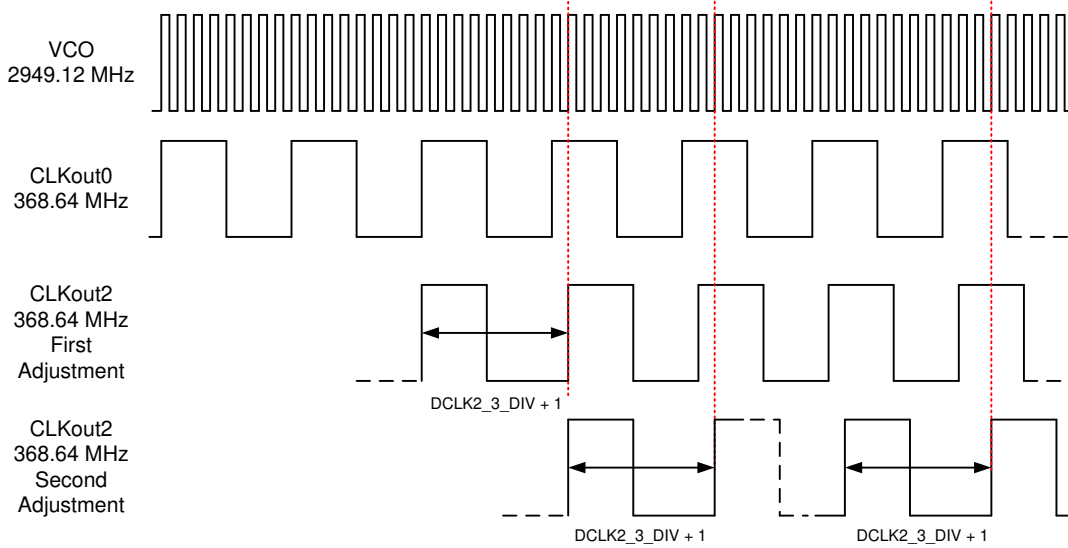 VCO
2949.12 MHz
CLKout0
368.64 MHz
CLKout2
368.64 MHz
First
Adjustment
DCLK2_3_DIV + 1
CLKout2
368.64 MHz
Second
Adjustment
DCLK2_3_DIV + 1
DCLK2_3_DIV + 1